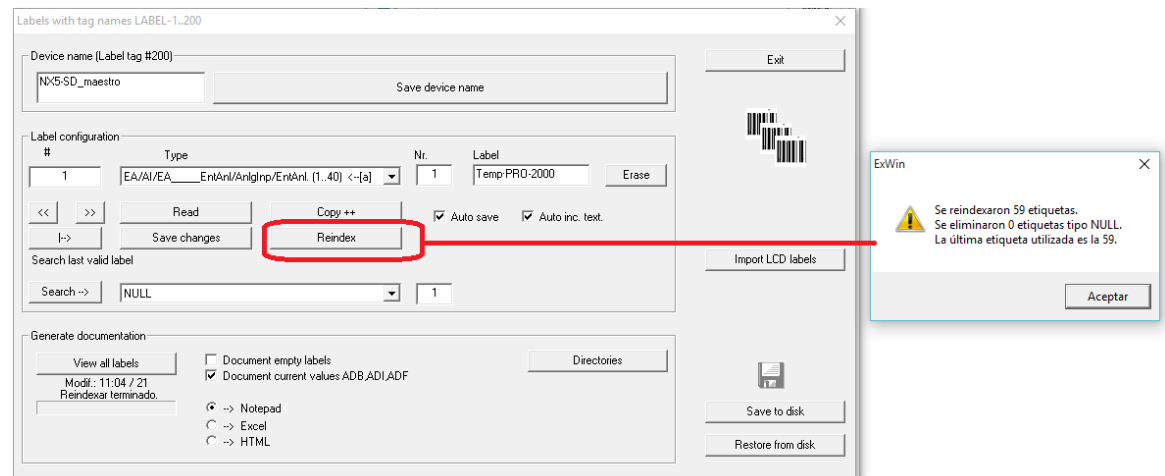 Labels with tag names LABEL-1..200
Device name (Label tag #200)
NX5-SD_maestro
Save device name
Exit
Label configuration
# Type Nr. Label
1 EA/AI/EA_____EntAnl/AnlgInp/EntAnl. (1..40) <--[a] 1 Temp-PRO-2000 Erase
<< >> Read Copy ++ Auto save Auto inc. text.
|--> Save changes Reindex
Search last valid label
Import LCD labels
Search --> NULL 1
Generate documentation
View all labels Document empty labels Directories
Modif.: 11:04 / 21 Document current values ADB,ADI,ADF
Reindexar terminado.
--> Notepad
--> Excel
--> HTML
Save to disk
Restore from disk
ExWin
Se reindexaron 59 etiquetas.
Se eliminaron 0 etiquetas tipo NULL.
La última etiqueta utilizada es la 59.
Aceptar